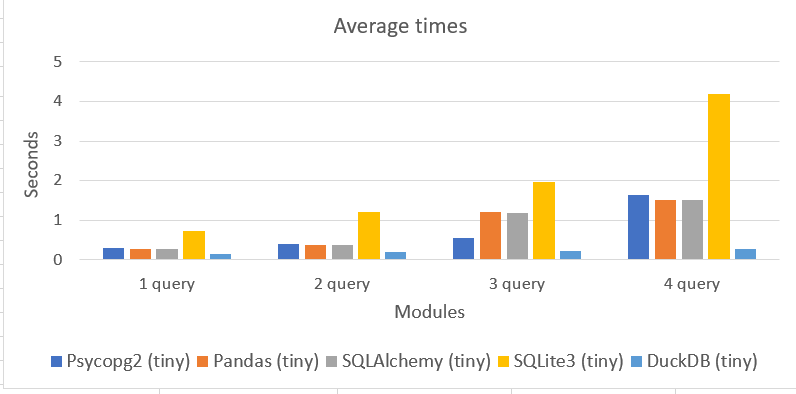 Average times
5
4
3
2
1
0
Seconds
1 query 2 query 3 query 4 query
Modules
Psycopg2 (tiny) Pandas (tiny) SQLAlchemy (tiny) SQLite3 (tiny) DuckDB (tiny)